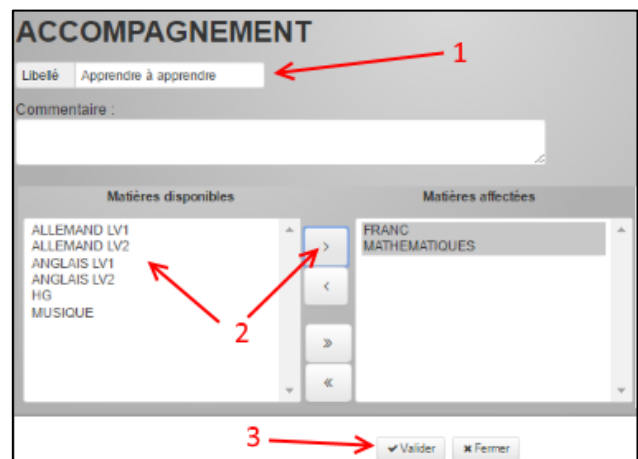 ACCOMPAGNEMENT
1
Libellé Apprendre à apprendre
Commentaire :
Matières disponibles Matières affectées
ALLEMAND LV1 > FRANC
ALLEMAND LV2 MATHEMATIQUES
ANGLAIS LV1
ANGLAIS LV2 <
HG
MUSIQUE
2
»
«
3 Valider Fermer